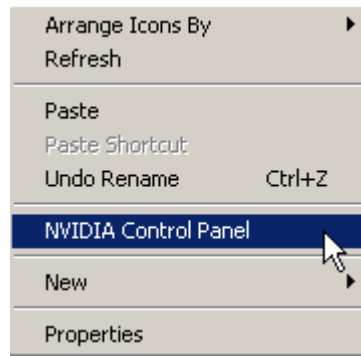 Arrange Icons By
Refresh
Paste
Paste Shortcut
Undo Rename Ctrl+Z
NVIDIA Control Panel
New
Properties